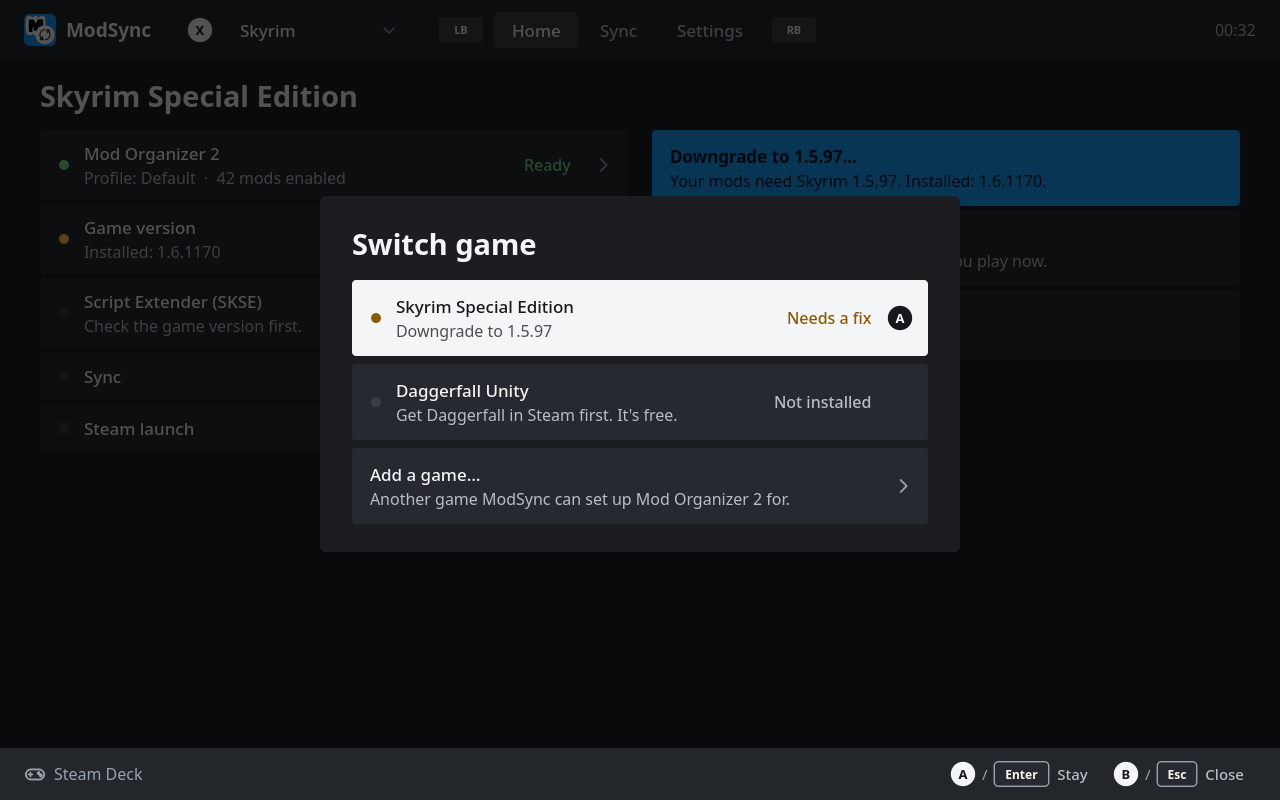 ModSync
X
Skyrim
LB
Home
Sync
Settings
RB
00:32
Skyrim Special Edition
Mod Organizer 2
Profile: Default · 42 mods enabled
Ready
Downgrade to 1.5.97...
Your mods need Skyrim 1.5.97. Installed: 1.6.1170.
Game version
Installed: 1.6.1170
ou play now.
Script Extender (SKSE)
Check the game version first.
Sync
Steam launch
Switch game
Skyrim Special Edition
Downgrade to 1.5.97
Needs a fix
A
Daggerfall Unity
Get Daggerfall in Steam first. It's free.
Not installed
Add a game...
Another game ModSync can set up Mod Organizer 2 for.
Steam Deck
A / Enter Stay
B / Esc Close